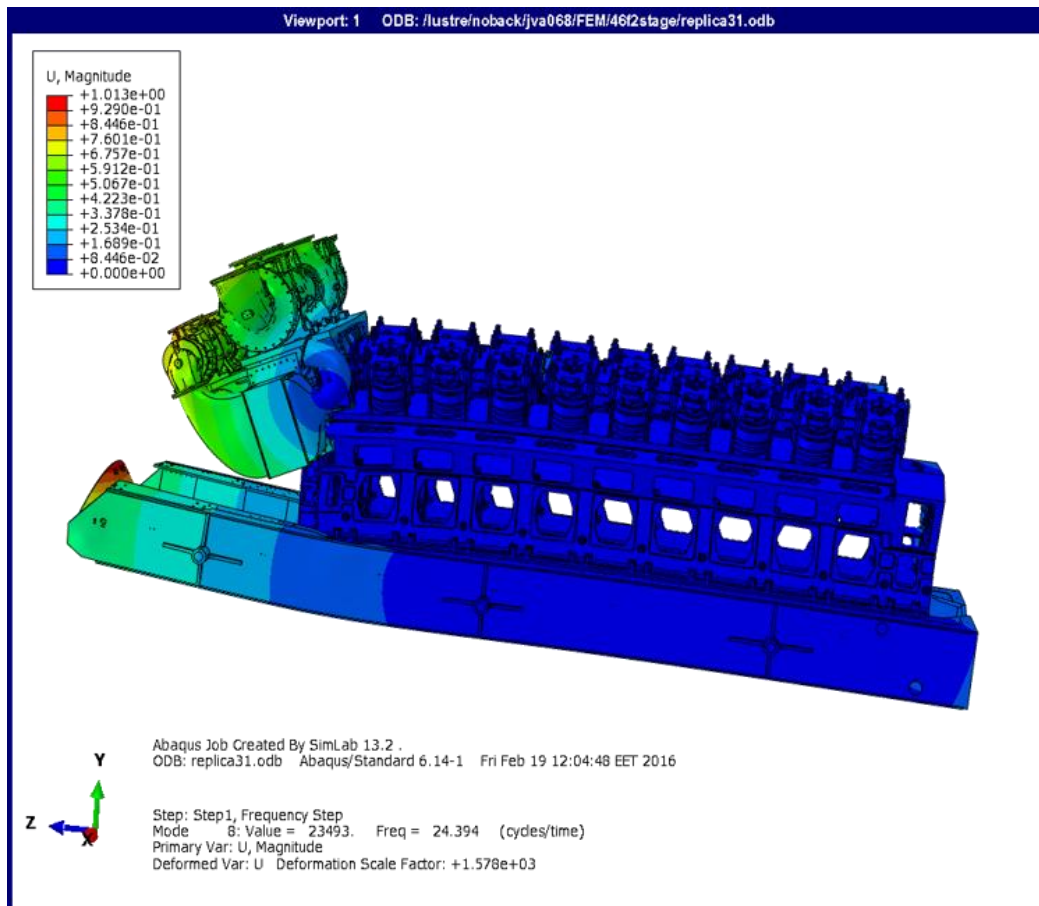 Viewport: 1 ODB: /lustre/noback/jva068/FEM/46f2stage/replica31.odb
U, Magnitude
+1.013e+00
+9.290e-01
+8.446e-01
+7.601e-01
+6.757e-01
+5.912e-01
+5.067e-01
+4.223e-01
+3.378e-01
+2.534e-01
+1.689e-01
+8.446e-02
+0.000e+00
Abaqus Job Created By SimLab 13.2 .
ODB: replica31.odb Abaqus/Standard 6.14-1 Fri Feb 19 12:04:48 EET 2016
Y
Z
X
Step: Step1, Frequency Step
Mode 8: Value = 23493. Freq = 24.394 (cycles/time)
Primary Var: U, Magnitude
Deformed Var: U Deformation Scale Factor: +1.578e+03